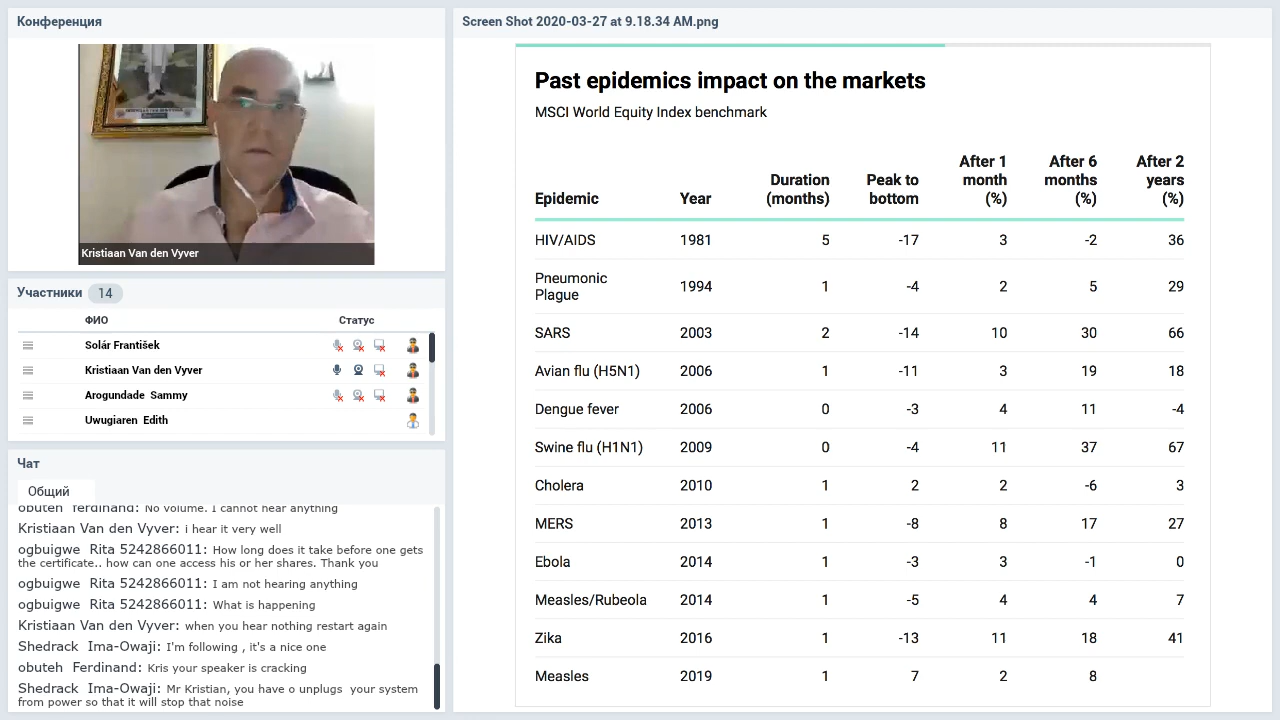 Конференция
Kristiaan Van den Vyver
Участники 14
ФИО Статус
Solár František
Kristiaan Van den Vyver
Arogundade Sammy
Uwugiaren Edith
Чат
Общий
obuten ferdinand: No volume. I cannot hear anything
Kristiaan Van den Vyver: i hear it very well
ogbuigwe Rita 5242866011: How long does it take before one gets
the certificate.. how can one access his or her shares. Thank you
ogbuigwe Rita 5242866011: I am not hearing anything
ogbuigwe Rita 5242866011: What is happening
Kristiaan Van den Vyver: when you hear nothing restart again
Shedrack Ima-Owaji: I'm following , it's a nice one
obuteh Ferdinand: Kris your speaker is cracking
Shedrack Ima-Owaji: Mr Kristian, you have o unplugs your system
from power so that it will stop that noise
Screen Shot 2020-03-27 at 9.18.34 AM.png
Past epidemics impact on the markets
MSCI World Equity Index benchmark
Epidemic Year Duration (months) Peak to bottom After 1 month (%) After 6 months (%) After 2 years (%)
HIV/AIDS 1981 5 -17 3 -2 36
Pneumonic Plague 1994 1 -4 2 5 29
SARS 2003 2 -14 10 30 66
Avian flu (H5N1) 2006 1 -11 3 19 18
Dengue fever 2006 0 -3 4 11 -4
Swine flu (H1N1) 2009 0 -4 11 37 67
Cholera 2010 1 2 2 -6 3
MERS 2013 1 -8 8 17 27
Ebola 2014 1 -3 3 -1 0
Measles/Rubeola 2014 1 -5 4 4 7
Zika 2016 1 -13 11 18 41
Measles 2019 1 7 2 8